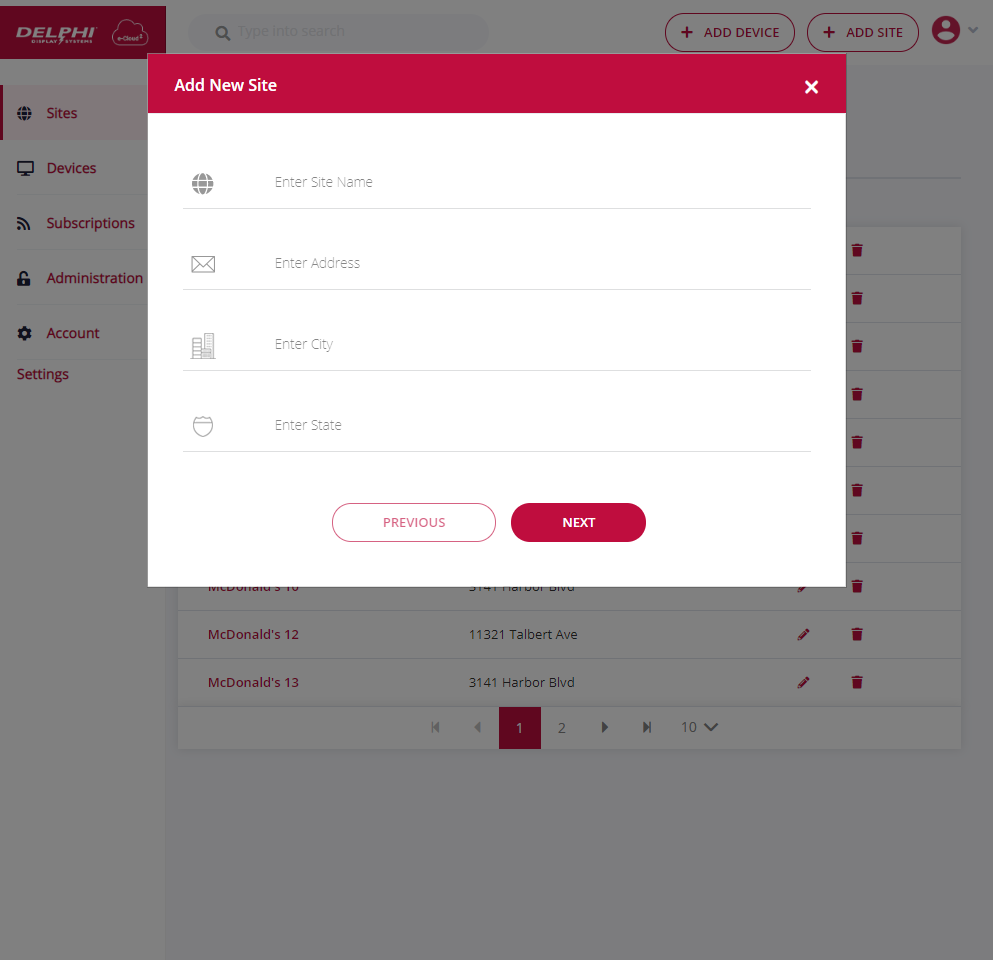 DELPHI
DISPLAY SYSTEMS
e-Cloud²
Type into search
ADD DEVICE
ADD SITE
Add New Site
Sites
Devices
Subscriptions
Administration
Account
Settings
Enter Site Name
Enter Address
Enter City
Enter State
PREVIOUS
NEXT
McDonald's 10 3141 Harbor Blvd
McDonald's 12 11321 Talbert Ave
McDonald's 13 3141 Harbor Blvd
1 2 10